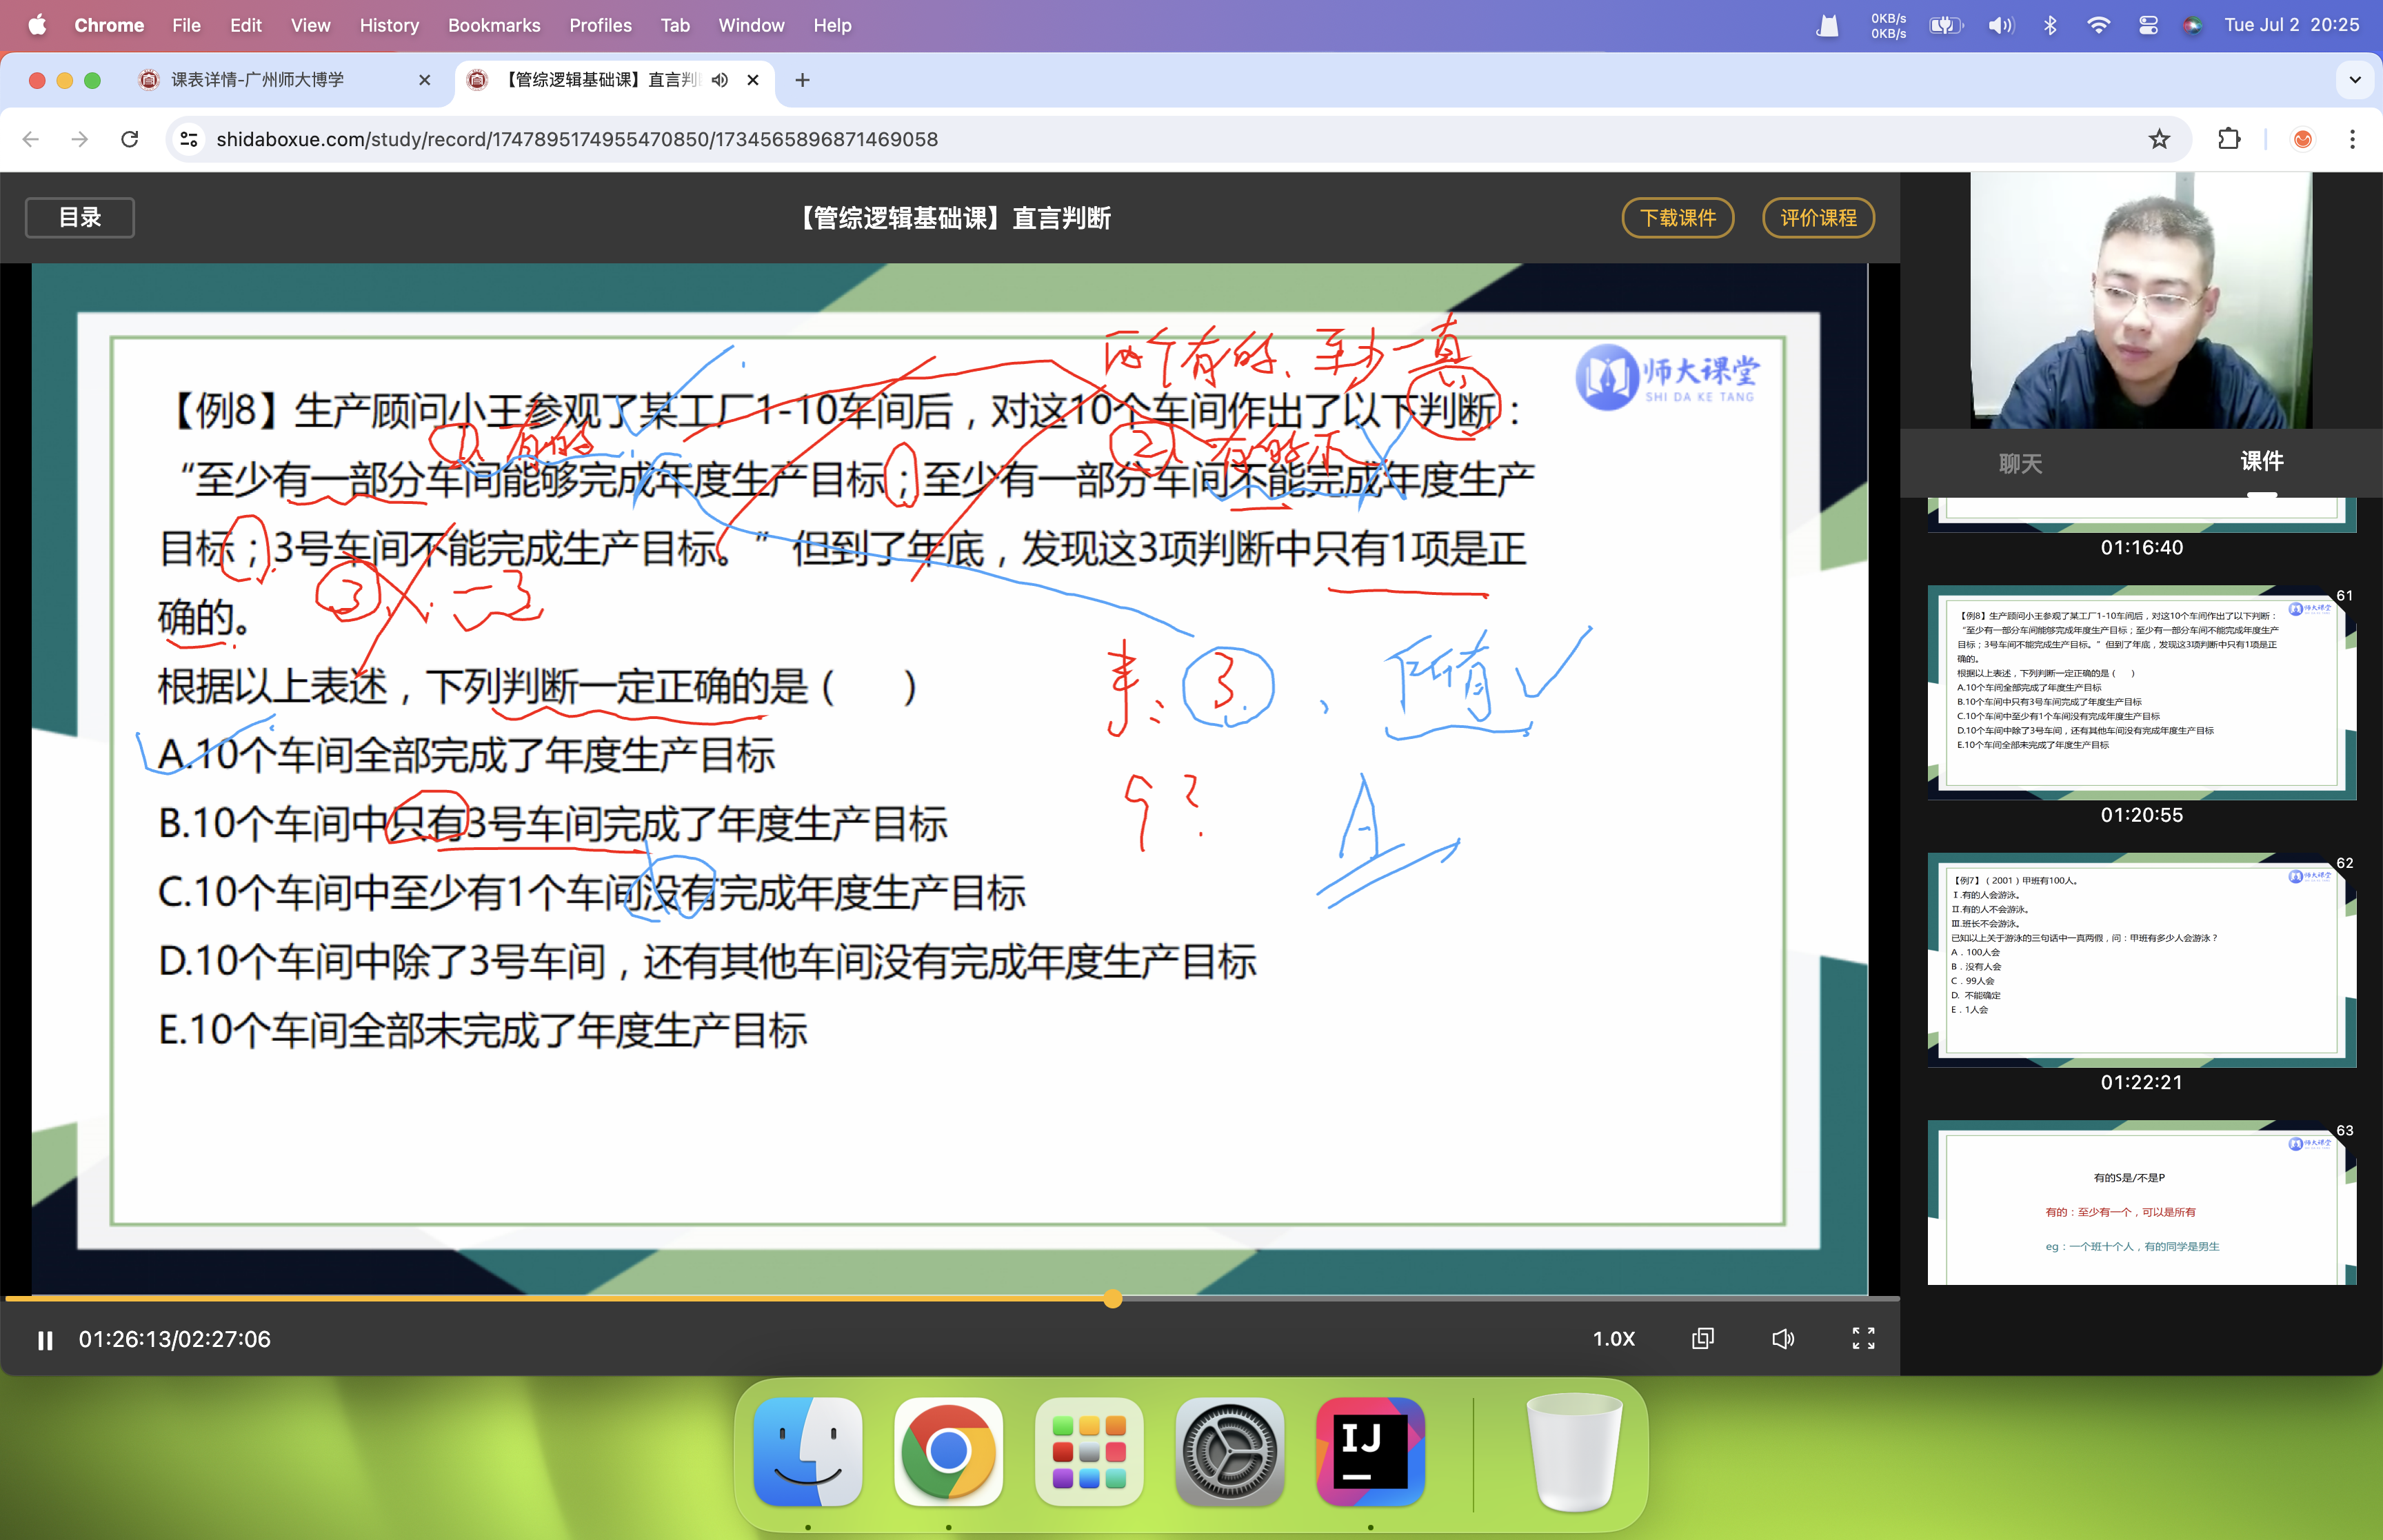 Chrome File Edit View History Bookmarks Profiles Tab Window Help
0KB/s
0KB/s
Tue Jul 2 20:25
课表详情-广州师大博学
【管综逻辑基础课】直言判
shidaboxue.com/study/record/1747895174955470850/1734565896871469058
目录
【管综逻辑基础课】直言判断
下载课件
评价课程
两个有的、至少一真
师大课堂
SHI DA KE TANG
【例8】生产顾问小王参观了某工厂1-10车间后，对这10个车间作出了以下判断：
① 有的
② 有的不
“至少有一部分车间能够完成年度生产目标；至少有一部分车间不能完成年度生产
目标；3号车间不能完成生产目标。”但到了年底，发现这3项判断中只有1项是正
③
确的。
根据以上表述，下列判断一定正确的是（ ）
3、所有
A.10个车间全部完成了年度生产目标
B.10个车间中只有3号车间完成了年度生产目标
9？
A
C.10个车间中至少有1个车间没有完成年度生产目标
D.10个车间中除了3号车间，还有其他车间没有完成年度生产目标
E.10个车间全部未完成了年度生产目标
01:26:13/02:27:06
1.0X
聊天
课件
01:16:40
61
师大课堂
【例8】生产顾问小王参观了某工厂1-10车间后，对这10个车间作出了以下判断：
“至少有一部分车间能够完成年度生产目标；至少有一部分车间不能完成年度生产
目标；3号车间不能完成生产目标。”但到了年底，发现这3项判断中只有1项是正
确的。
根据以上表述，下列判断一定正确的是（ ）
A.10个车间全部完成了年度生产目标
B.10个车间中只有3号车间完成了年度生产目标
C.10个车间中至少有1个车间没有完成年度生产目标
D.10个车间中除了3号车间，还有其他车间没有完成年度生产目标
E.10个车间全部未完成了年度生产目标
01:20:55
62
师大课堂
【例7】（2001）甲班有100人。
Ⅰ.有的人会游泳。
Ⅱ.有的人不会游泳。
Ⅲ.班长不会游泳。
已知以上关于游泳的三句话中一真两假，问：甲班有多少人会游泳？
A．100人会
B．没有人会
C．99人会
D. 不能确定
E．1人会
01:22:21
63
师大课堂
有的S是/不是P
有的：至少有一个，可以是所有
eg：一个班十个人，有的同学是男生
IJ